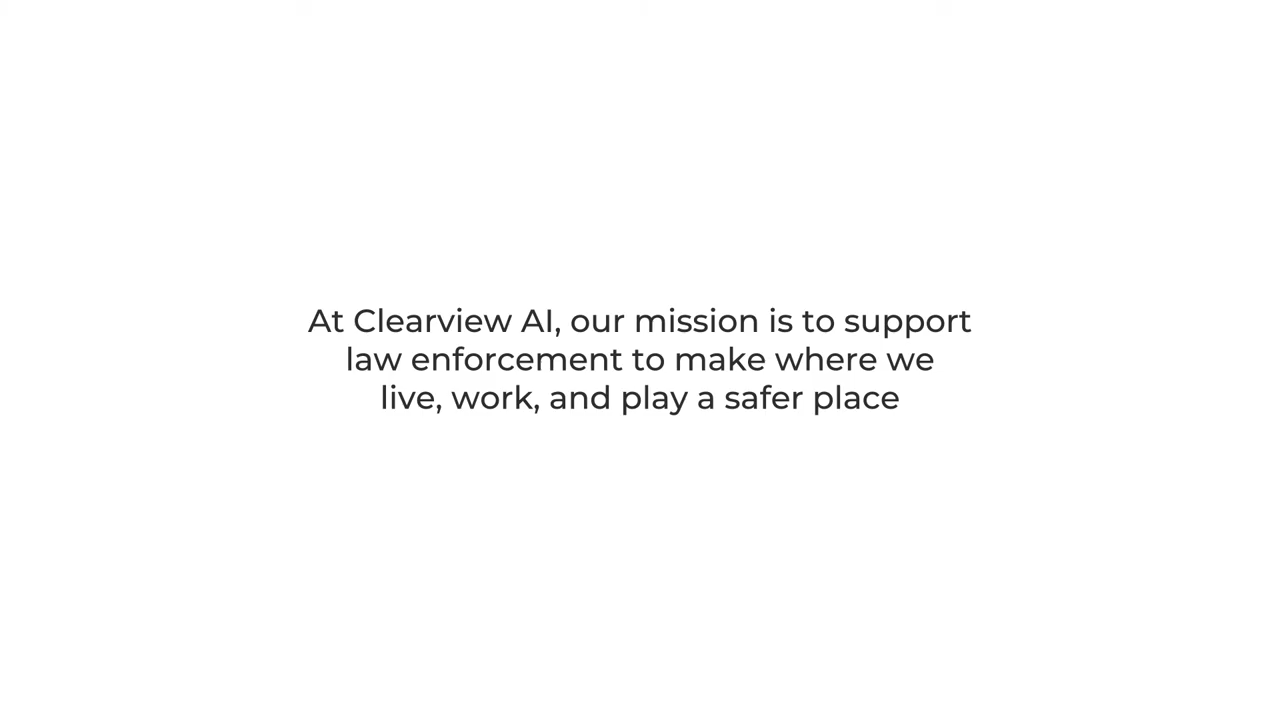 At Clearview AI, our mission is to support
law enforcement to make where we
live, work, and play a safer place